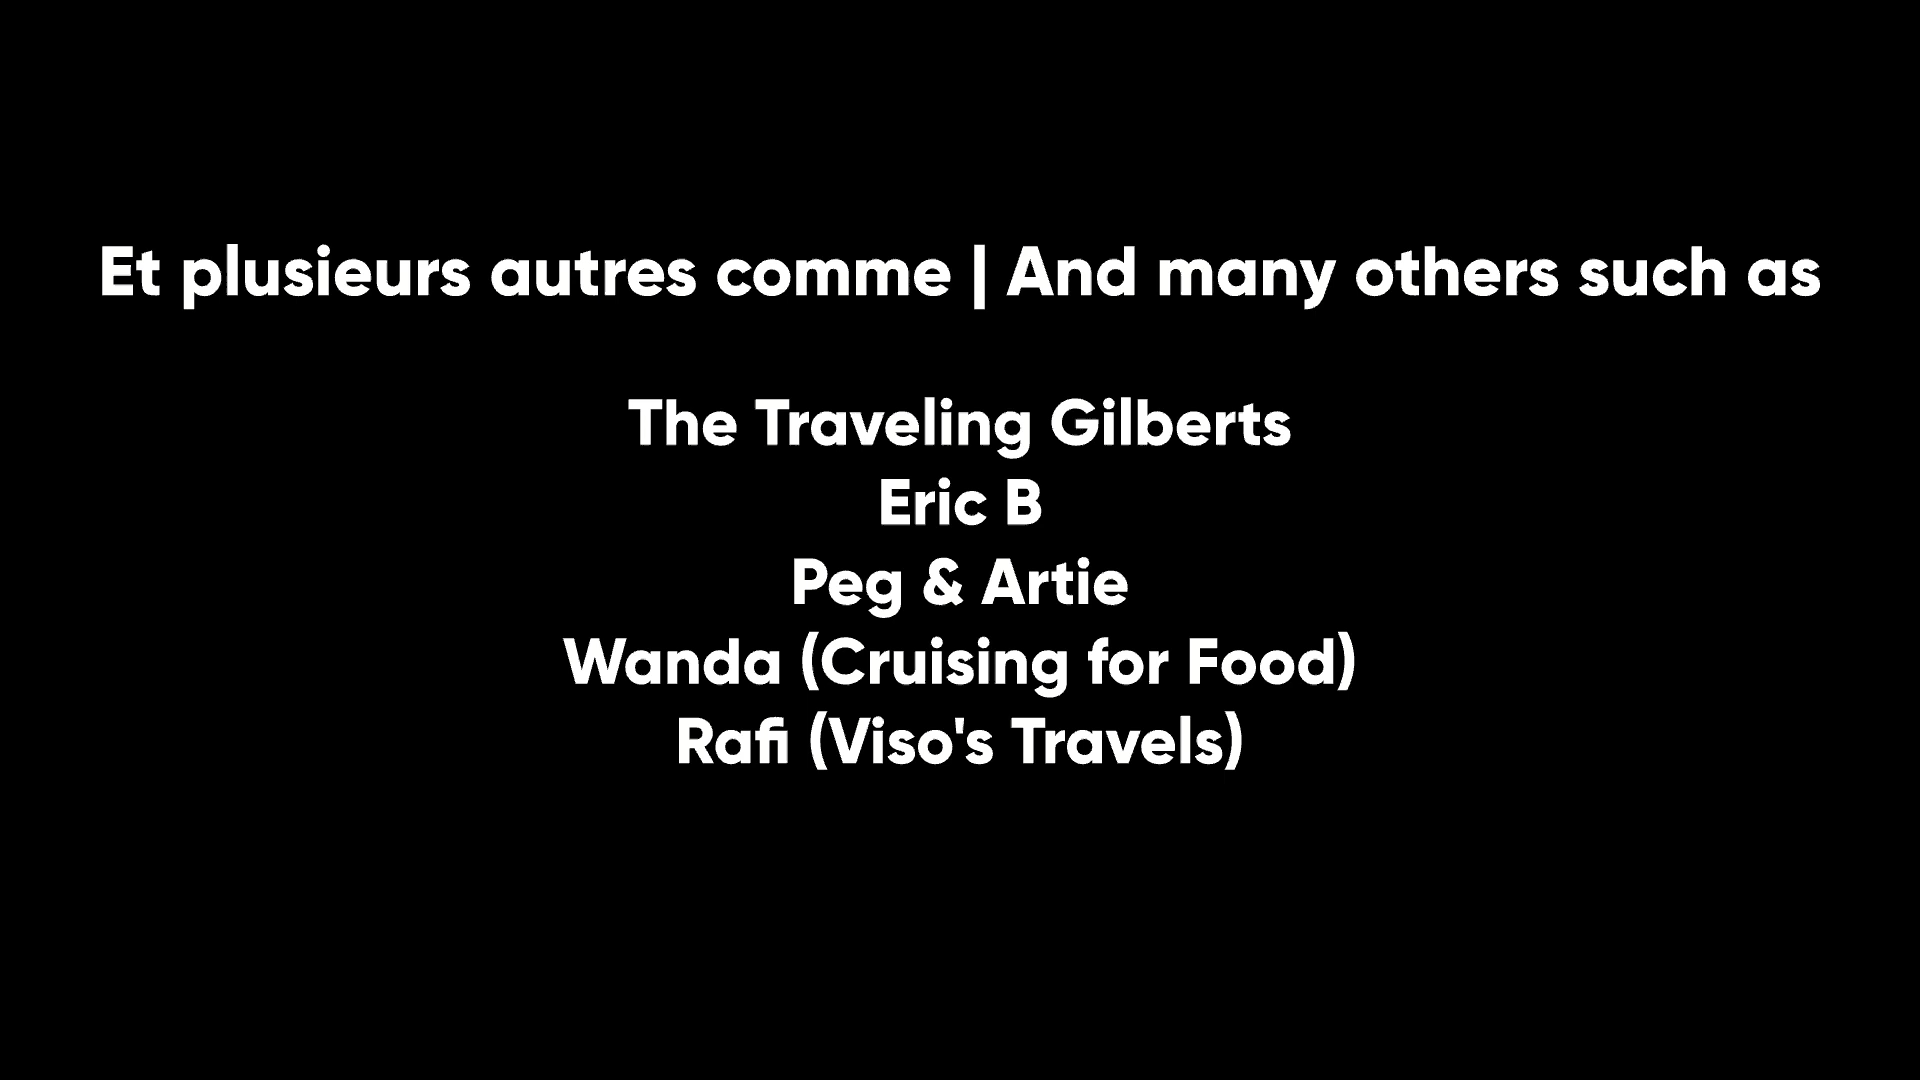 Et plusieurs autres comme | And many others such as
The Traveling Gilberts
Eric B
Peg & Artie
Wanda (Cruising for Food)
Rafi (Viso's Travels)